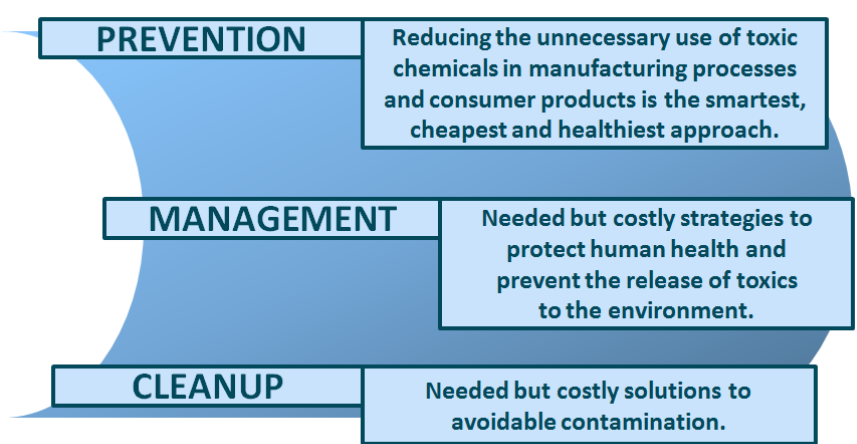 PREVENTION
Reducing the unnecessary use of toxic
chemicals in manufacturing processes
and consumer products is the smartest,
cheapest and healthiest approach.
MANAGEMENT
Needed but costly strategies to
protect human health and
prevent the release of toxics
to the environment.
CLEANUP
Needed but costly solutions to
avoidable contamination.